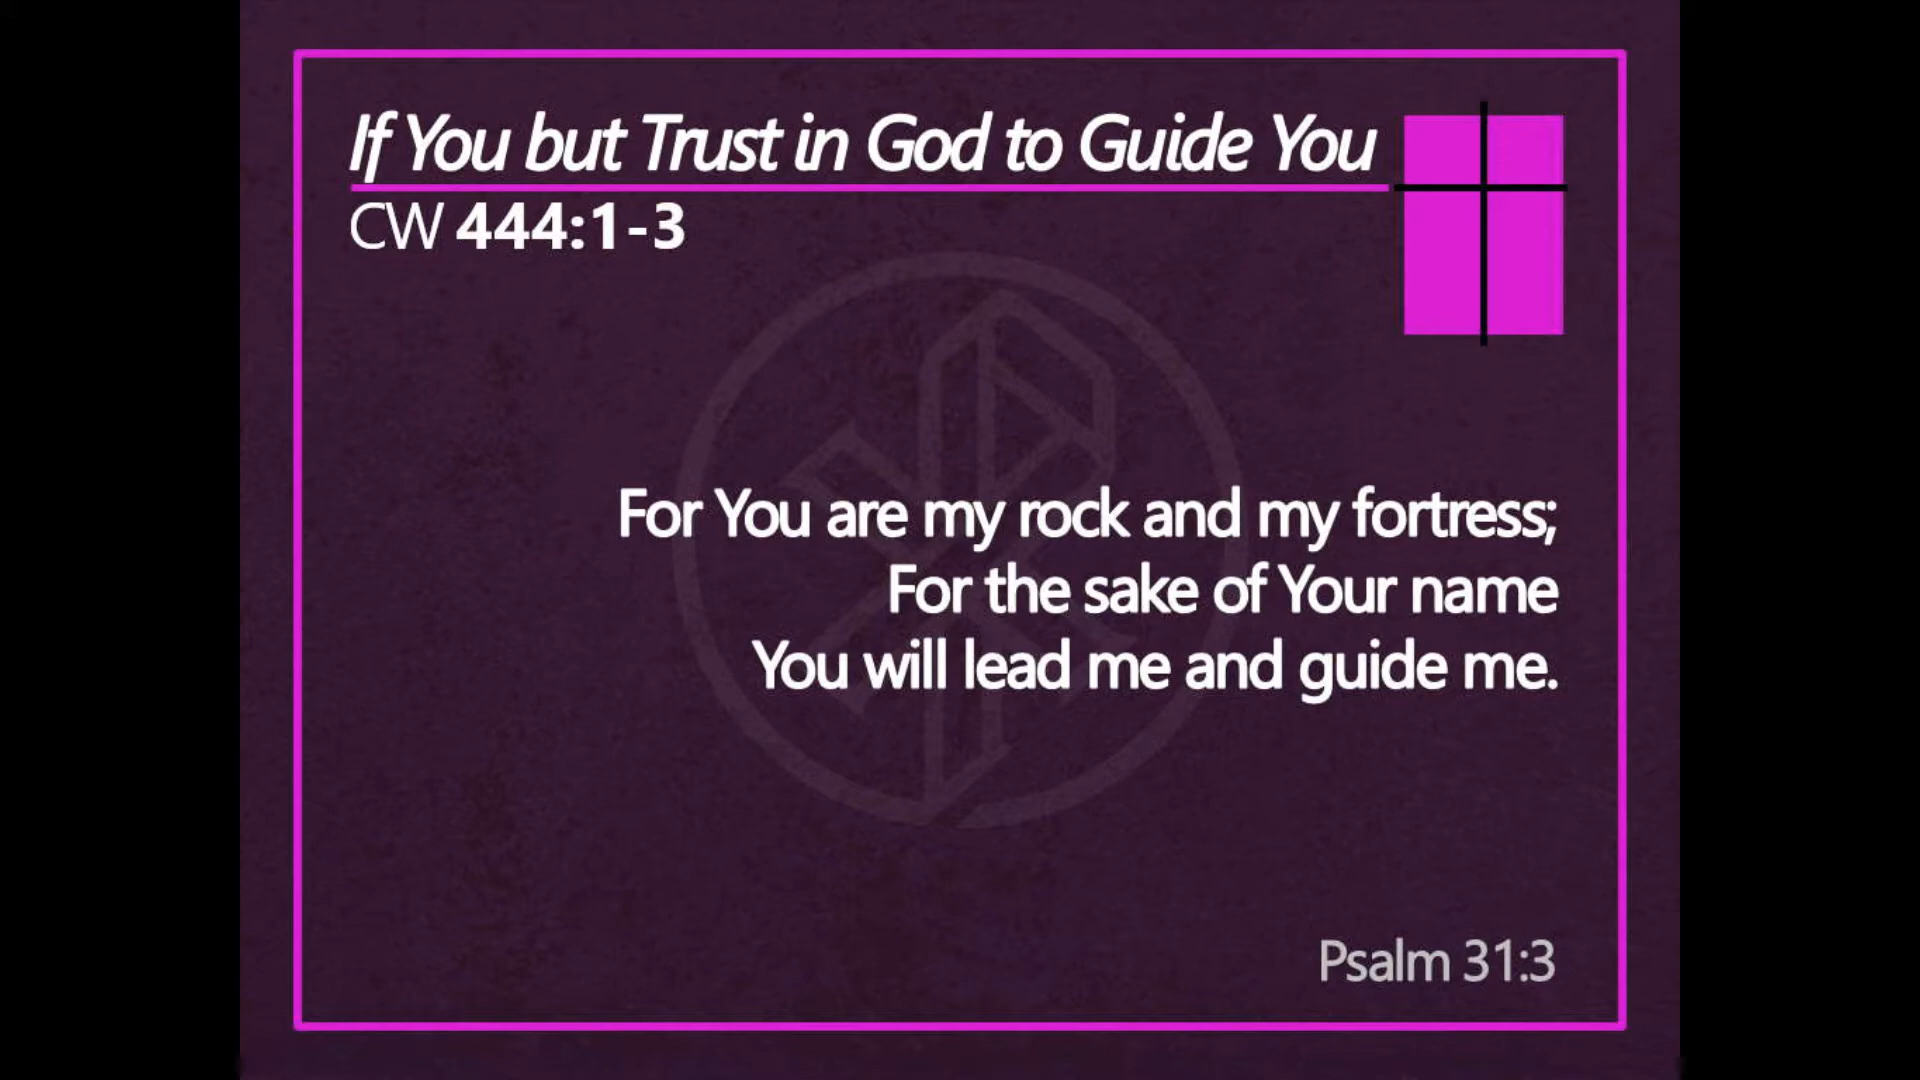 If You but Trust in God to Guide You
CW 444:1-3
For You are my rock and my fortress;
For the sake of Your name
You will lead me and guide me.
Psalm 31:3